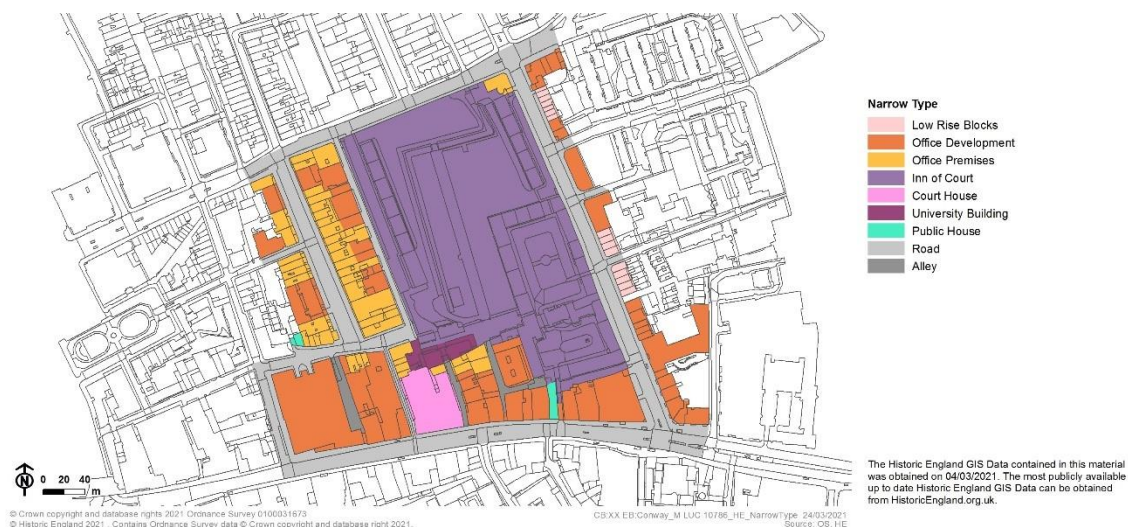 Narrow Type
Low Rise Blocks
Office Development
Office Premises
Inn of Court
Court House
University Building
Public House
Road
Alley
The Historic England GIS Data contained in this material
was obtained on 04/03/2021. The most publicly available
up to date Historic England GIS Data can be obtained
from HistoricEngland.org.uk.
N
0 20 40
m
© Crown copyright and database rights 2021 Ordnance Survey 0100031673
© Historic England 2021. Contains Ordnance Survey data © Crown copyright and database right 2021.
CB:XX EB:Conway_M LUC 10786_HE_NarrowType 24/03/2021
Source: OS, HE